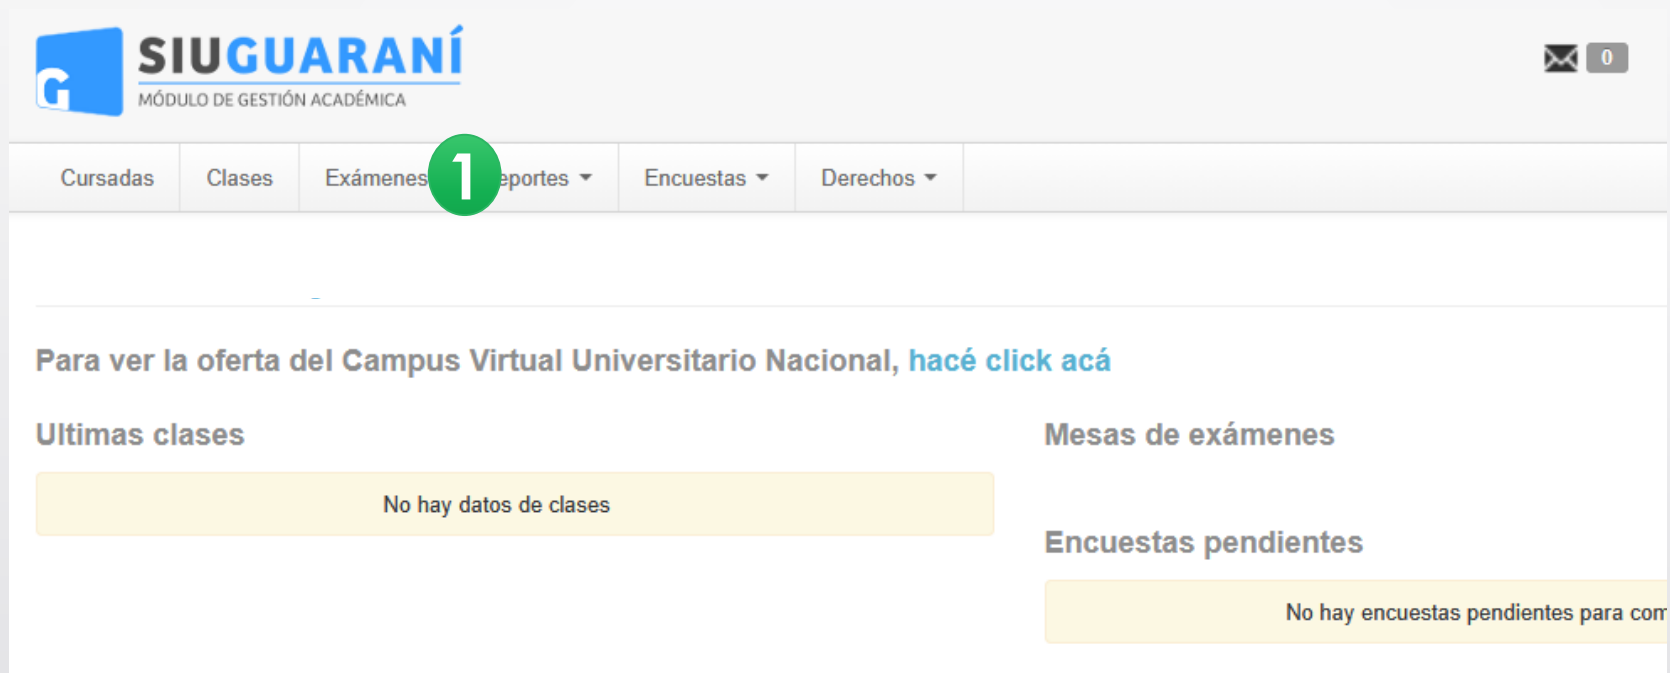 SIUGUARANÍ
MÓDULO DE GESTIÓN ACADÉMICA
0
Cursadas Clases Exámenes 1 eportes Encuestas Derechos
Para ver la oferta del Campus Virtual Universitario Nacional, hacé click acá
Ultimas clases
No hay datos de clases
Mesas de exámenes
Encuestas pendientes
No hay encuestas pendientes para com